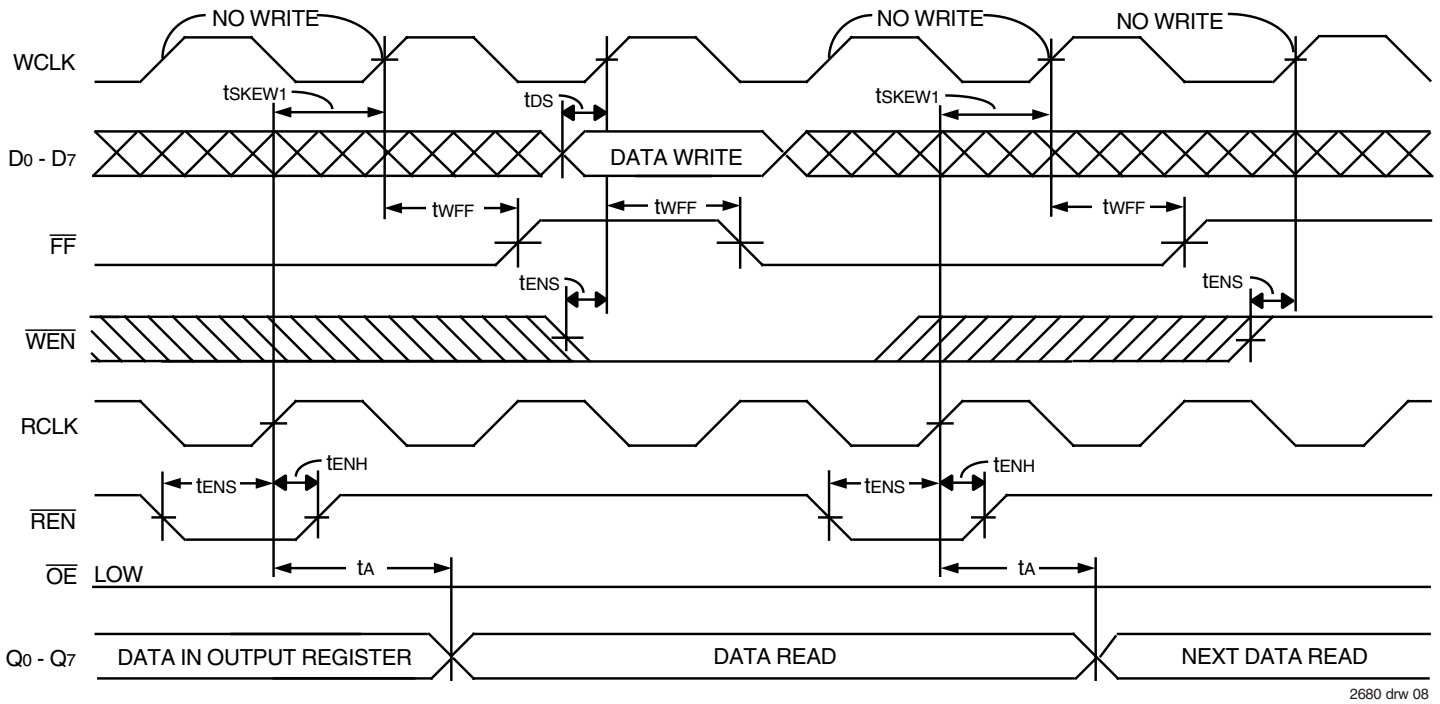 NO WRITE NO WRITE NO WRITE
WCLK
tSKEW1 tDS tSKEW1
D0 - D7 DATA WRITE
tWFF tWFF tWFF
FF
tENS tENS
WEN
RCLK
tENS tENH tENS tENH
REN
tA tA
OE LOW
Q0 - Q7 DATA IN OUTPUT REGISTER DATA READ NEXT DATA READ
2680 drw 08